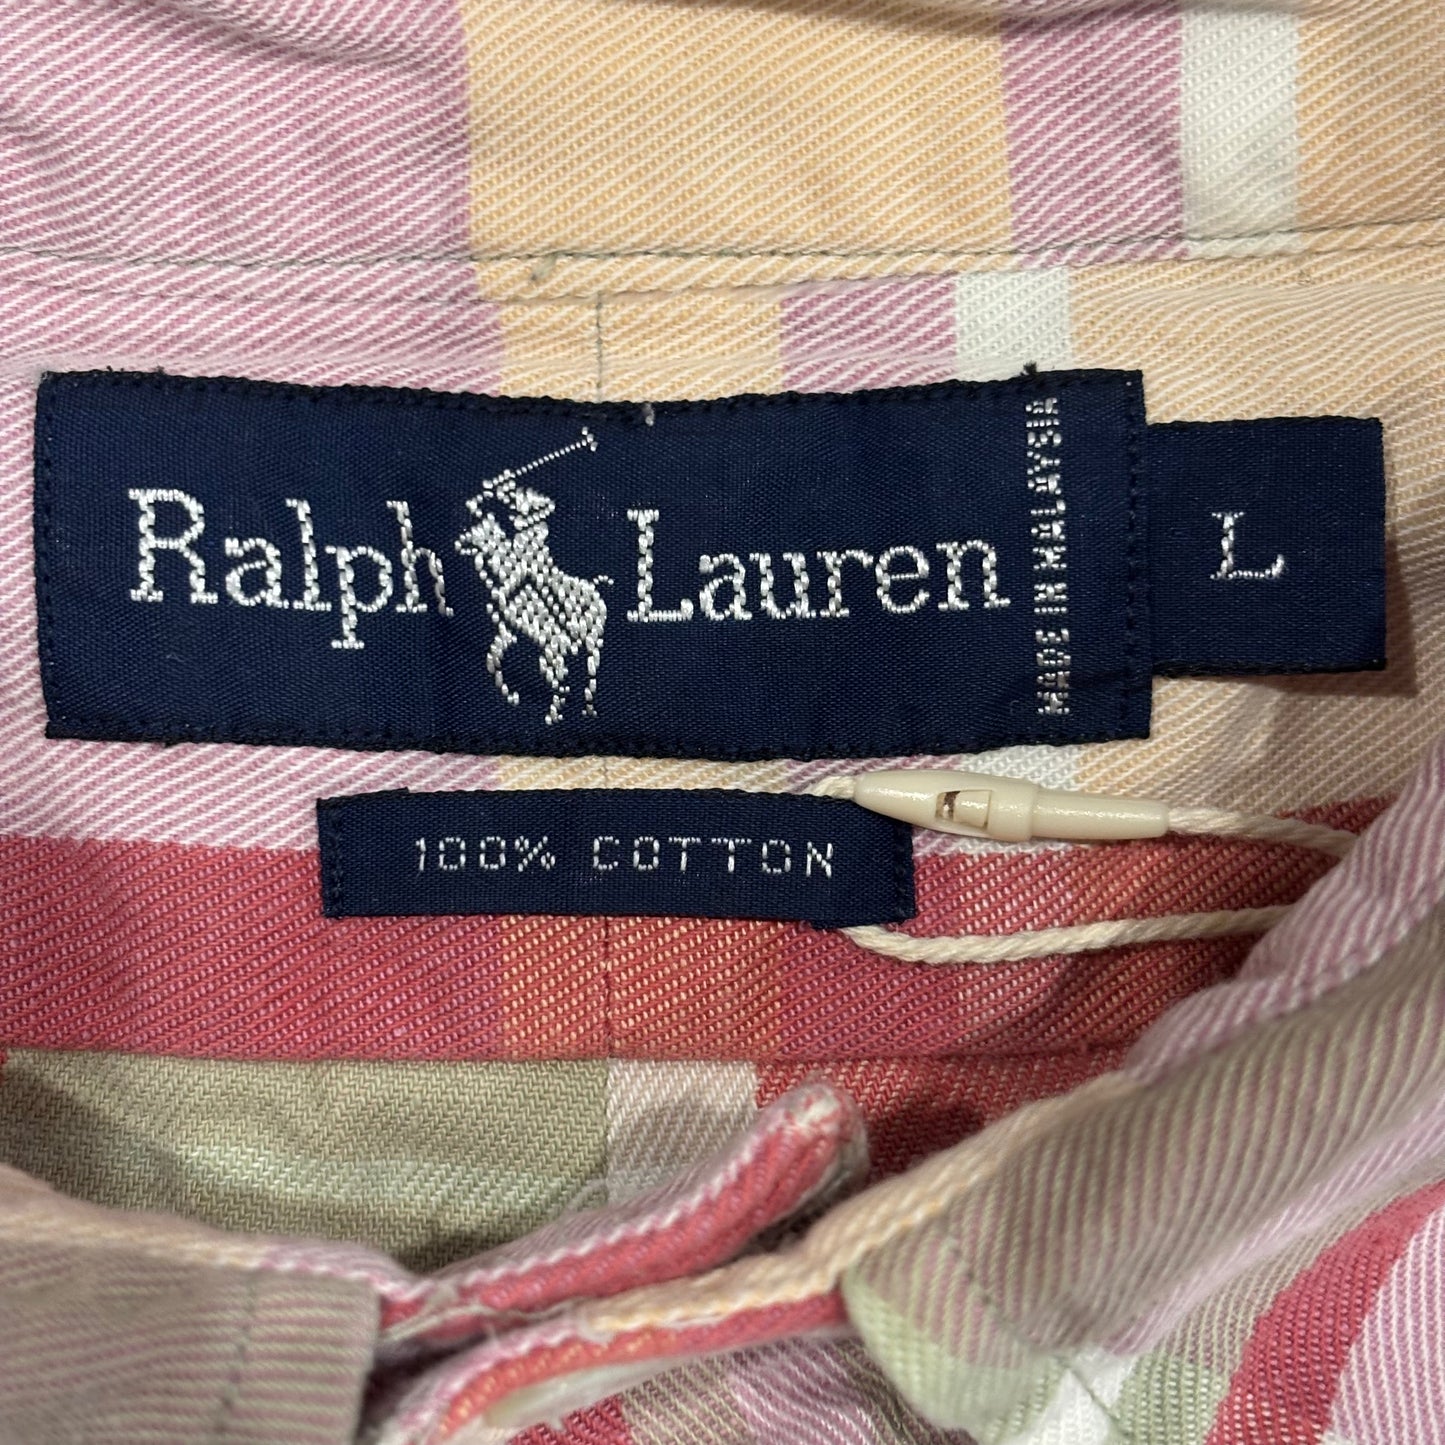 Ralph Lauren
MADE IN MALAYSIA
L
100% COTTON